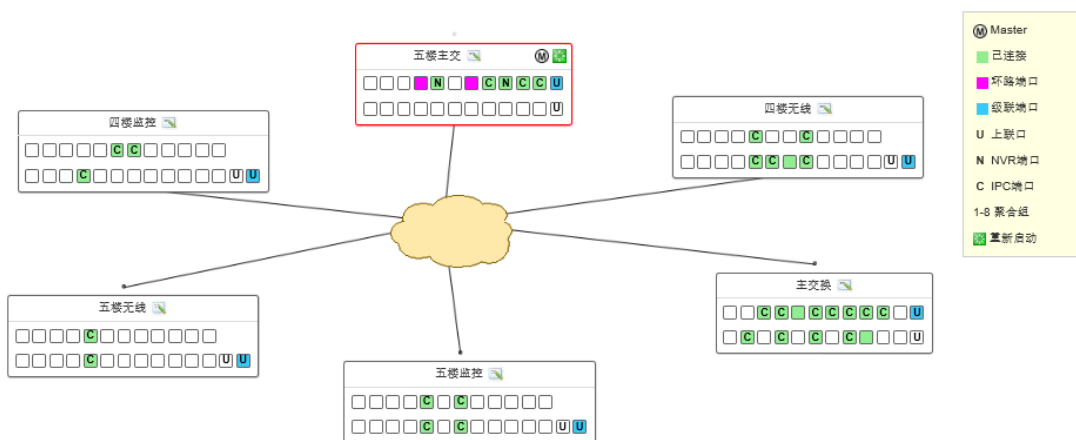 五楼主交 M
N C N C C U
U
四楼监控
C C
C U U
四楼无线
C C
C C C U U
五楼无线
C
C U U
五楼监控
C C
C C U U
主交换
C C C C C C C U
C C C C U
M Master
已连接
环路端口
级联端口
U 上联口
N NVR端口
C IPC端口
1-8 聚合组
重新启动